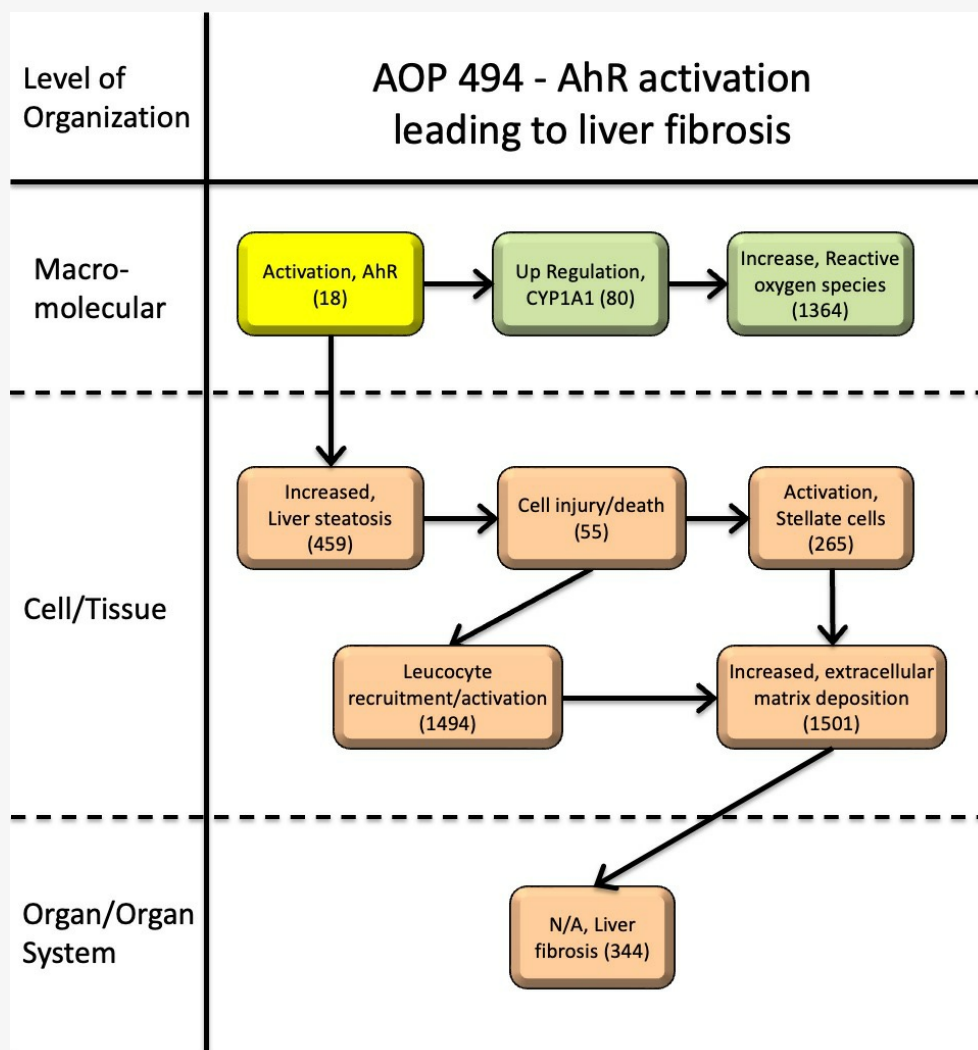 Level of
Organization
AOP 494 - AhR activation
leading to liver fibrosis
Macro-
molecular
Activation, AhR
(18)
Up Regulation,
CYP1A1 (80)
Increase, Reactive
oxygen species
(1364)
Cell/Tissue
Increased,
Liver steatosis
(459)
Cell injury/death
(55)
Activation,
Stellate cells
(265)
Leucocyte
recruitment/activation
(1494)
Increased, extracellular
matrix deposition
(1501)
Organ/Organ
System
N/A, Liver
fibrosis (344)